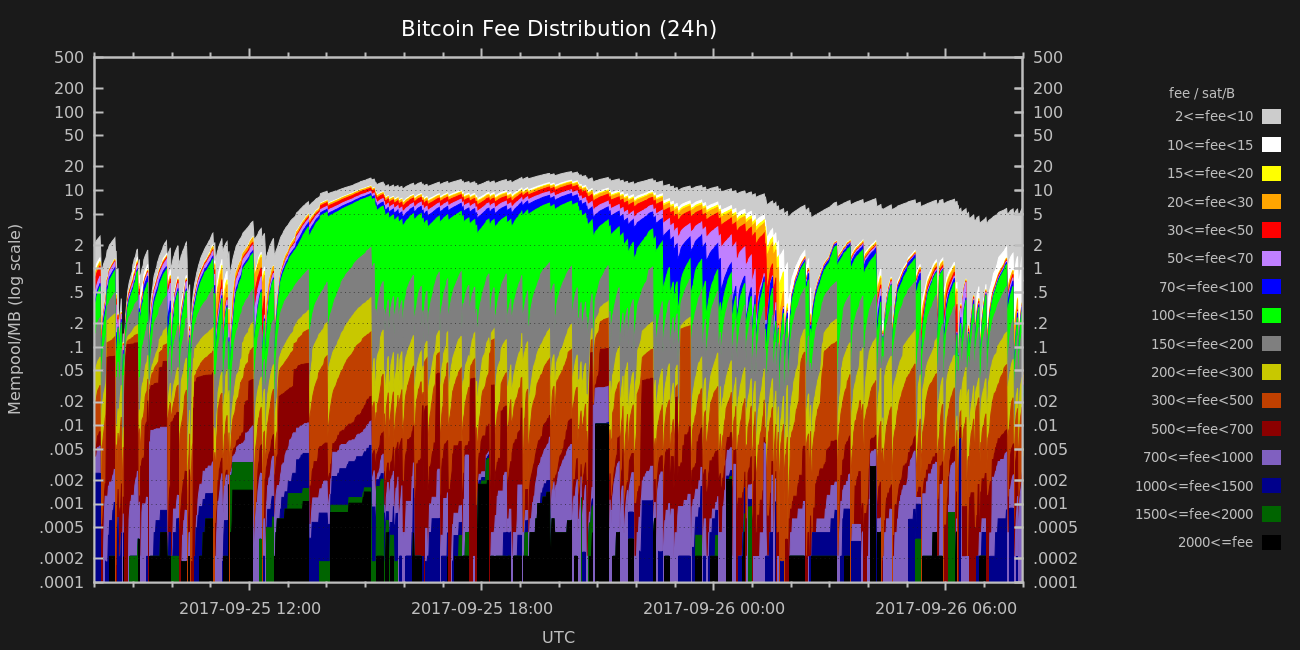 Bitcoin Fee Distribution (24h)
Mempool/MB (log scale)
500
200
100
50
20
10
5
2
1
.5
.2
.1
.05
.02
.01
.005
.002
.001
.0005
.0002
.0001
500
200
100
50
20
10
5
2
1
.5
.2
.1
.05
.02
.01
.005
.002
.001
.0005
.0002
.0001
2017-09-25 12:00
2017-09-25 18:00
2017-09-26 00:00
2017-09-26 06:00
UTC
fee / sat/B
2<=fee<10
10<=fee<15
15<=fee<20
20<=fee<30
30<=fee<50
50<=fee<70
70<=fee<100
100<=fee<150
150<=fee<200
200<=fee<300
300<=fee<500
500<=fee<700
700<=fee<1000
1000<=fee<1500
1500<=fee<2000
2000<=fee